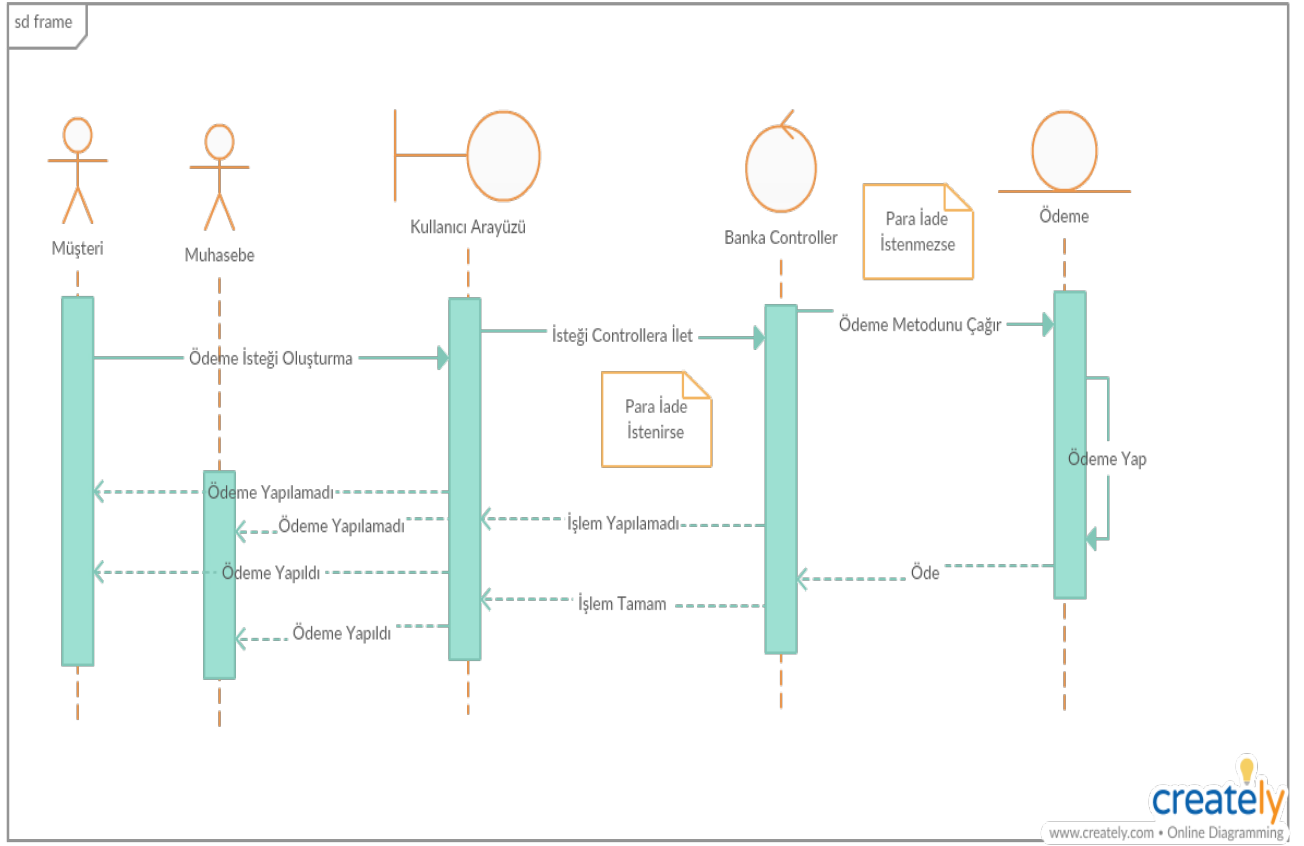 sd frame
Müşteri
Muhasebe
Kullanıcı Arayüzü
Banka Controller
Para İade
İstenmezse
Ödeme
Ödeme İsteği Oluşturma
İsteği Controllera İlet
Ödeme Metodunu Çağır
Para İade
İstenirse
Ödeme Yap
Ödeme Yapılamadı
Ödeme Yapılamadı
İşlem Yapılamadı
Ödeme Yapıldı
Öde
İşlem Tamam
Ödeme Yapıldı
creately
www.creately.com • Online Diagramming